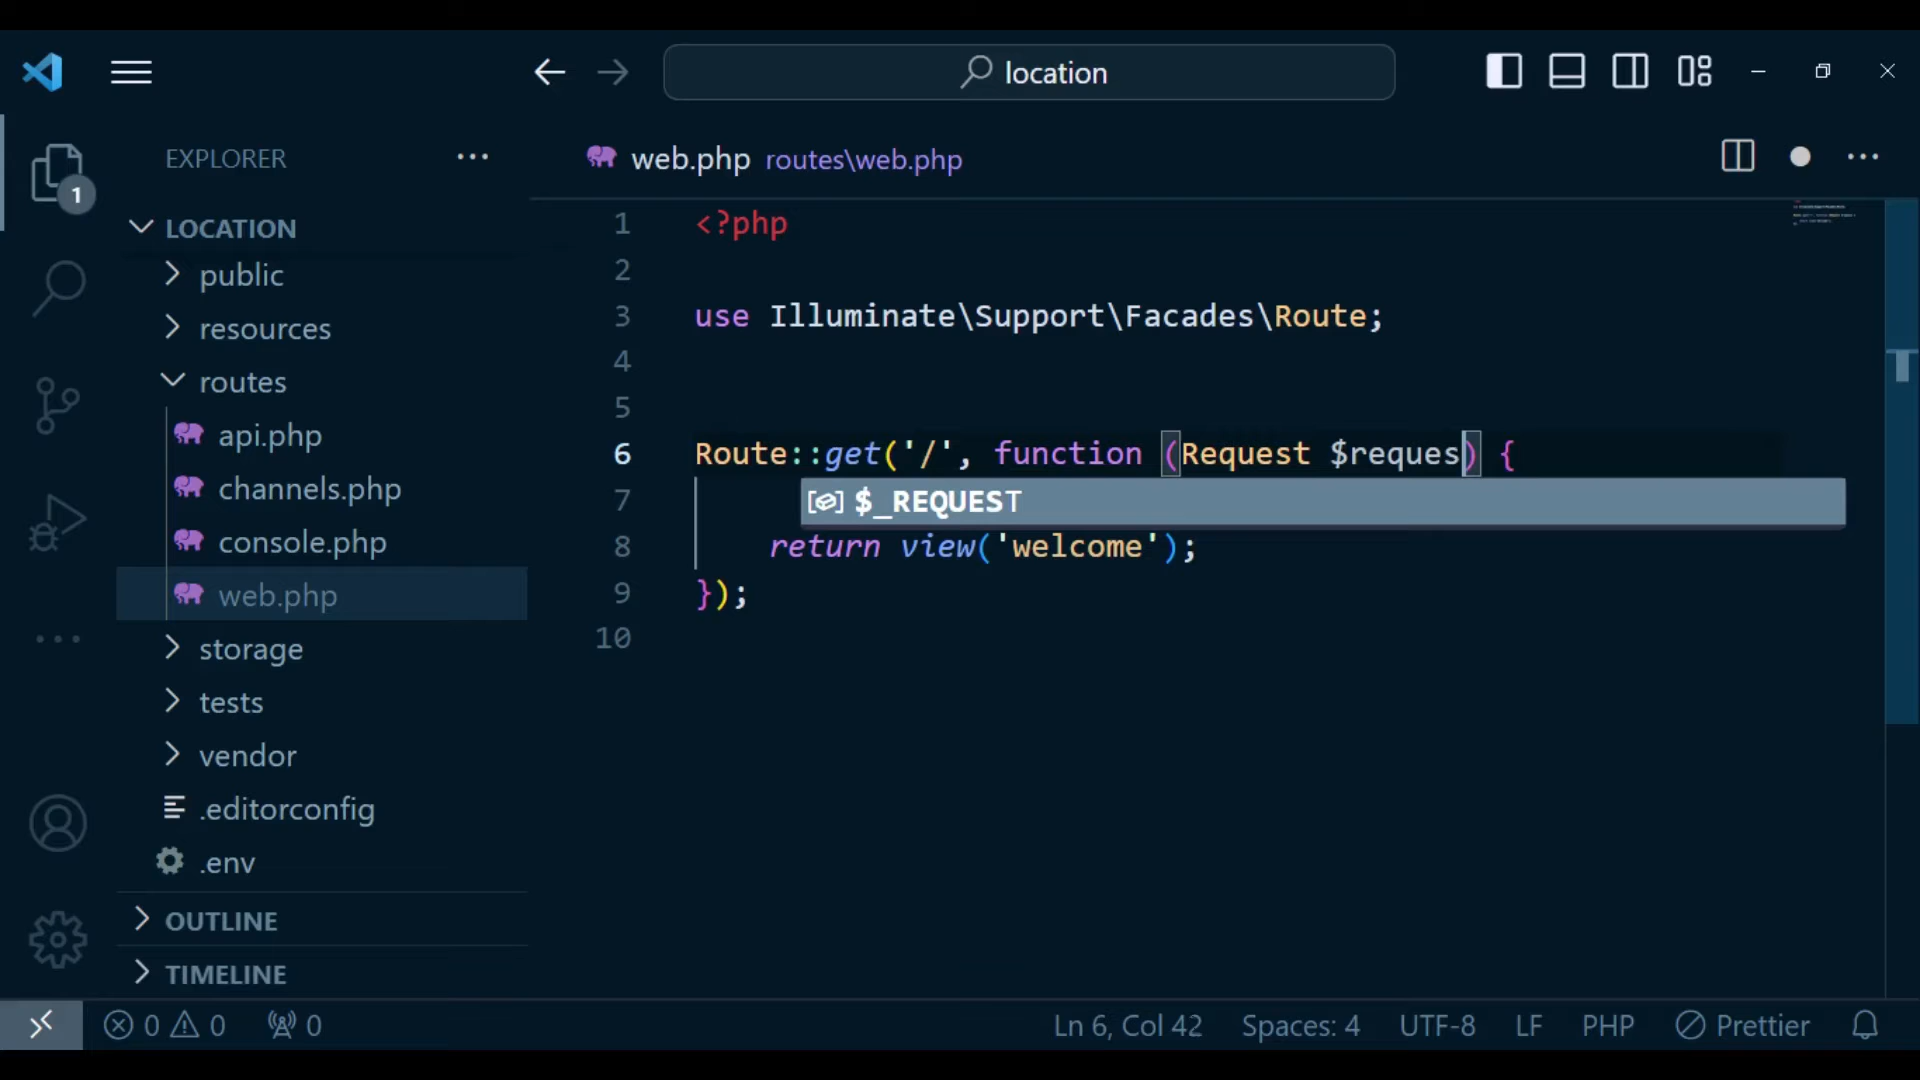 location
EXPLORER
1
web.php routes\web.php
LOCATION
public
resources
routes
api.php
channels.php
console.php
web.php
storage
tests
vendor
.editorconfig
.env
OUTLINE
TIMELINE
1 <?php
2
3 use Illuminate\Support\Facades\Route;
4
5
6 Route::get('/', function (Request $reques) {
7 $_REQUEST
8 return view('welcome');
9 });
10
0 0 0
Ln 6, Col 42 Spaces: 4 UTF-8 LF PHP Prettier